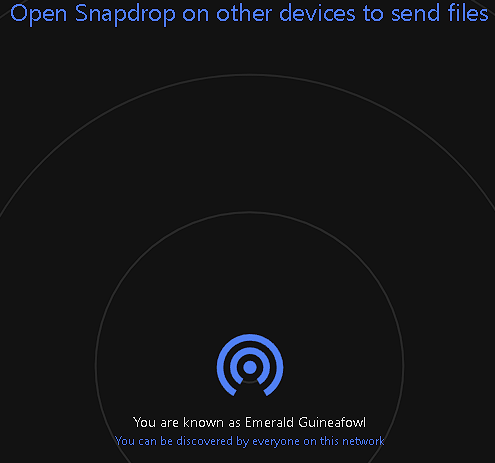 Open Snapdrop on other devices to send files
You are known as Emerald Guineafowl
You can be discovered by everyone on this network